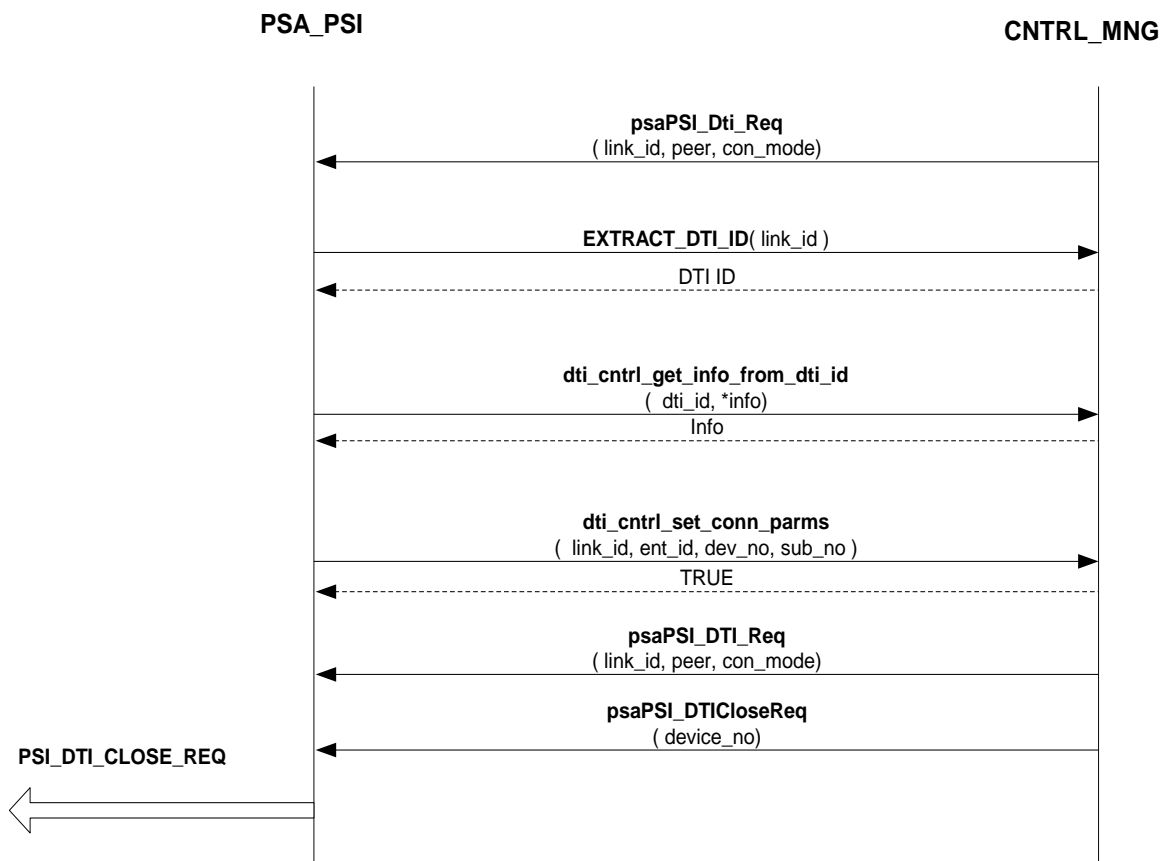 PSA_PSI
CNTRL_MNG
psaPSI_Dti_Req
( link_id, peer, con_mode)
EXTRACT_DTI_ID( link_id )
DTI ID
dti_cntrl_get_info_from_dti_id
( dti_id, *info)
Info
dti_cntrl_set_conn_parms
( link_id, ent_id, dev_no, sub_no )
TRUE
psaPSI_DTI_Req
( link_id, peer, con_mode)
psaPSI_DTICloseReq
( device_no)
PSI_DTI_CLOSE_REQ